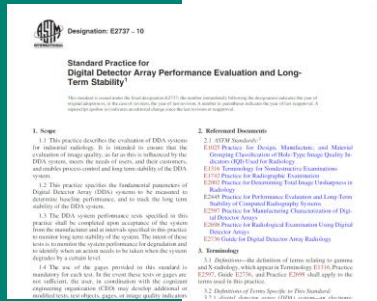 Designation: E2737 – 10
Standard Practice for
Digital Detector Array Performance Evaluation and Long-
Term Stability¹
1. Scope
1.1 This practice describes the evaluation of DDA systems
for industrial radiology. It is intended to ensure that the
evaluation of image quality, as far as this is influenced by the
DDA system, meets the needs of users, and their customers,
and enables process control and long term stability of the DDA
system.
1.2 This practice specifies the fundamental parameters of
Digital Detector Array (DDA) systems to be measured to
determine baseline performance, and to track the long term
stability of the DDA system.
1.3 The DDA system performance tests specified in this
practice shall be completed upon acceptance of the system
from the manufacturer and at intervals specified in this practice
to monitor long term stability of the system. The intent of these
tests is to monitor the system performance for degradation and
to identify when an action needs to be taken when the system
degrades by a certain level.
1.4 The use of the gages provided in this standard is
mandatory for each test. In the event these tests or gages are
not sufficient, the user, in coordination with the cognizant
engineering organization (CEO) may develop additional or
modified tests, test objects, gages, or image quality indicators
2. Referenced Documents
2.1 ASTM Standards:²
E1025 Practice for Design, Manufacture, and Material
Grouping Classification of Hole-Type Image Quality In-
dicators (IQI) Used for Radiology
E1316 Terminology for Nondestructive Examinations
E1742 Practice for Radiographic Examination
E2002 Practice for Determining Total Image Unsharpness in
Radiology
E2445 Practice for Performance Evaluation and Long-Term
Stability of Computed Radiography Systems
E2597 Practice for Manufacturing Characterization of Digi-
tal Detector Arrays
E2698 Practice for Radiological Examination Using Digital
Detector Arrays
E2736 Guide for Digital Detector Array Radiology
3. Terminology
3.1 Definitions—the definition of terms relating to gamma
and X-radiology, which appear in Terminology E1316, Practice
E2597, Guide E2736, and Practice E2698 shall apply to the
terms used in this practice.
3.2 Definitions of Terms Specific to This Standard: